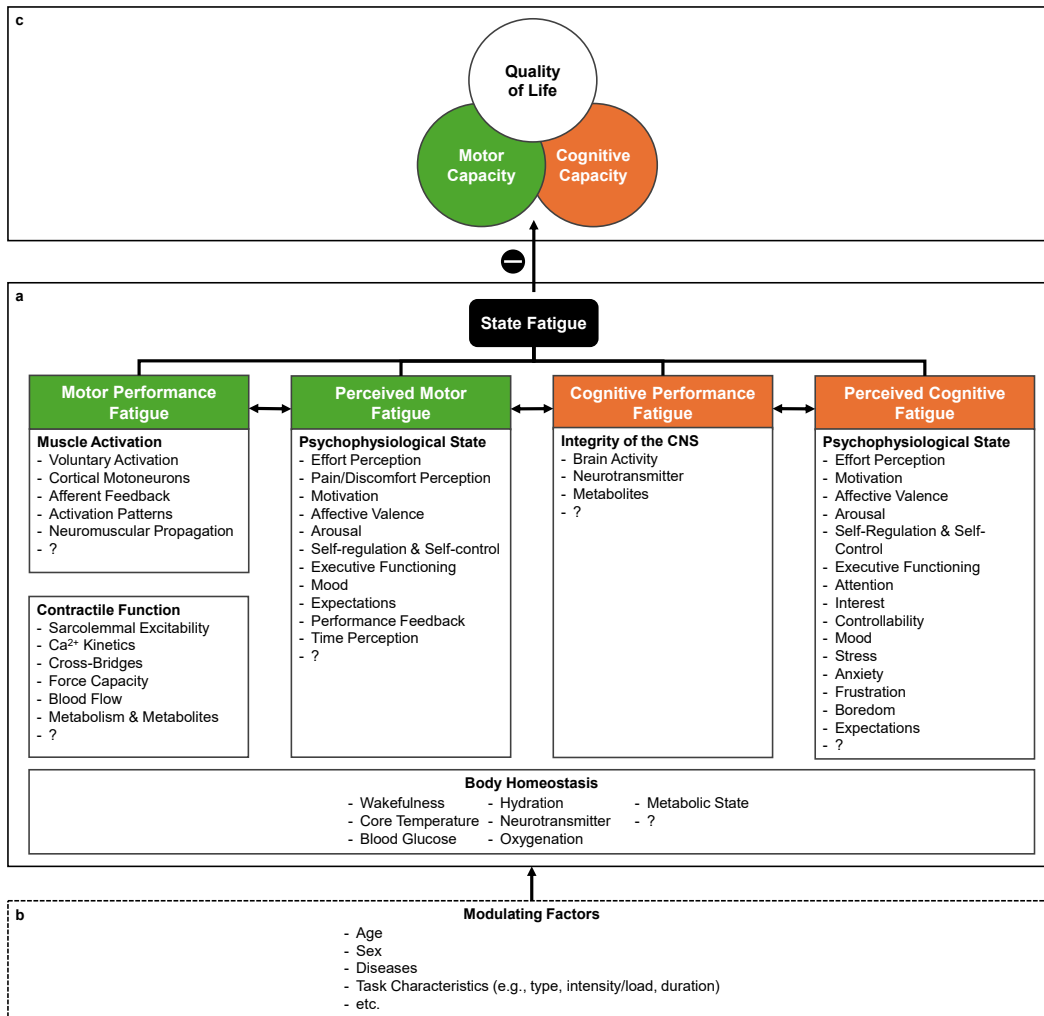 c
Quality
of Life
Motor
Capacity
Cognitive
Capacity
a
State Fatigue
Motor Performance
Fatigue
Perceived Motor
Fatigue
Cognitive Performance
Fatigue
Perceived Cognitive
Fatigue
Muscle Activation
- Voluntary Activation
- Cortical Motoneurons
- Afferent Feedback
- Activation Patterns
- Neuromuscular Propagation
- ?
Contractile Function
- Sarcolemmal Excitability
- Ca²⁺ Kinetics
- Cross-Bridges
- Force Capacity
- Blood Flow
- Metabolism & Metabolites
- ?
Psychophysiological State
- Effort Perception
- Pain/Discomfort Perception
- Motivation
- Affective Valence
- Arousal
- Self-regulation & Self-control
- Executive Functioning
- Mood
- Expectations
- Performance Feedback
- Time Perception
- ?
Integrity of the CNS
- Brain Activity
- Neurotransmitter
- Metabolites
- ?
Psychophysiological State
- Effort Perception
- Motivation
- Affective Valence
- Arousal
- Self-Regulation & Self-
Control
- Executive Functioning
- Attention
- Interest
- Controllability
- Mood
- Stress
- Anxiety
- Frustration
- Boredom
- Expectations
- ?
Body Homeostasis
- Wakefulness
- Core Temperature
- Blood Glucose
- Hydration
- Neurotransmitter
- Oxygenation
- Metabolic State
- ?
b
Modulating Factors
- Age
- Sex
- Diseases
- Task Characteristics (e.g., type, intensity/load, duration)
- etc.